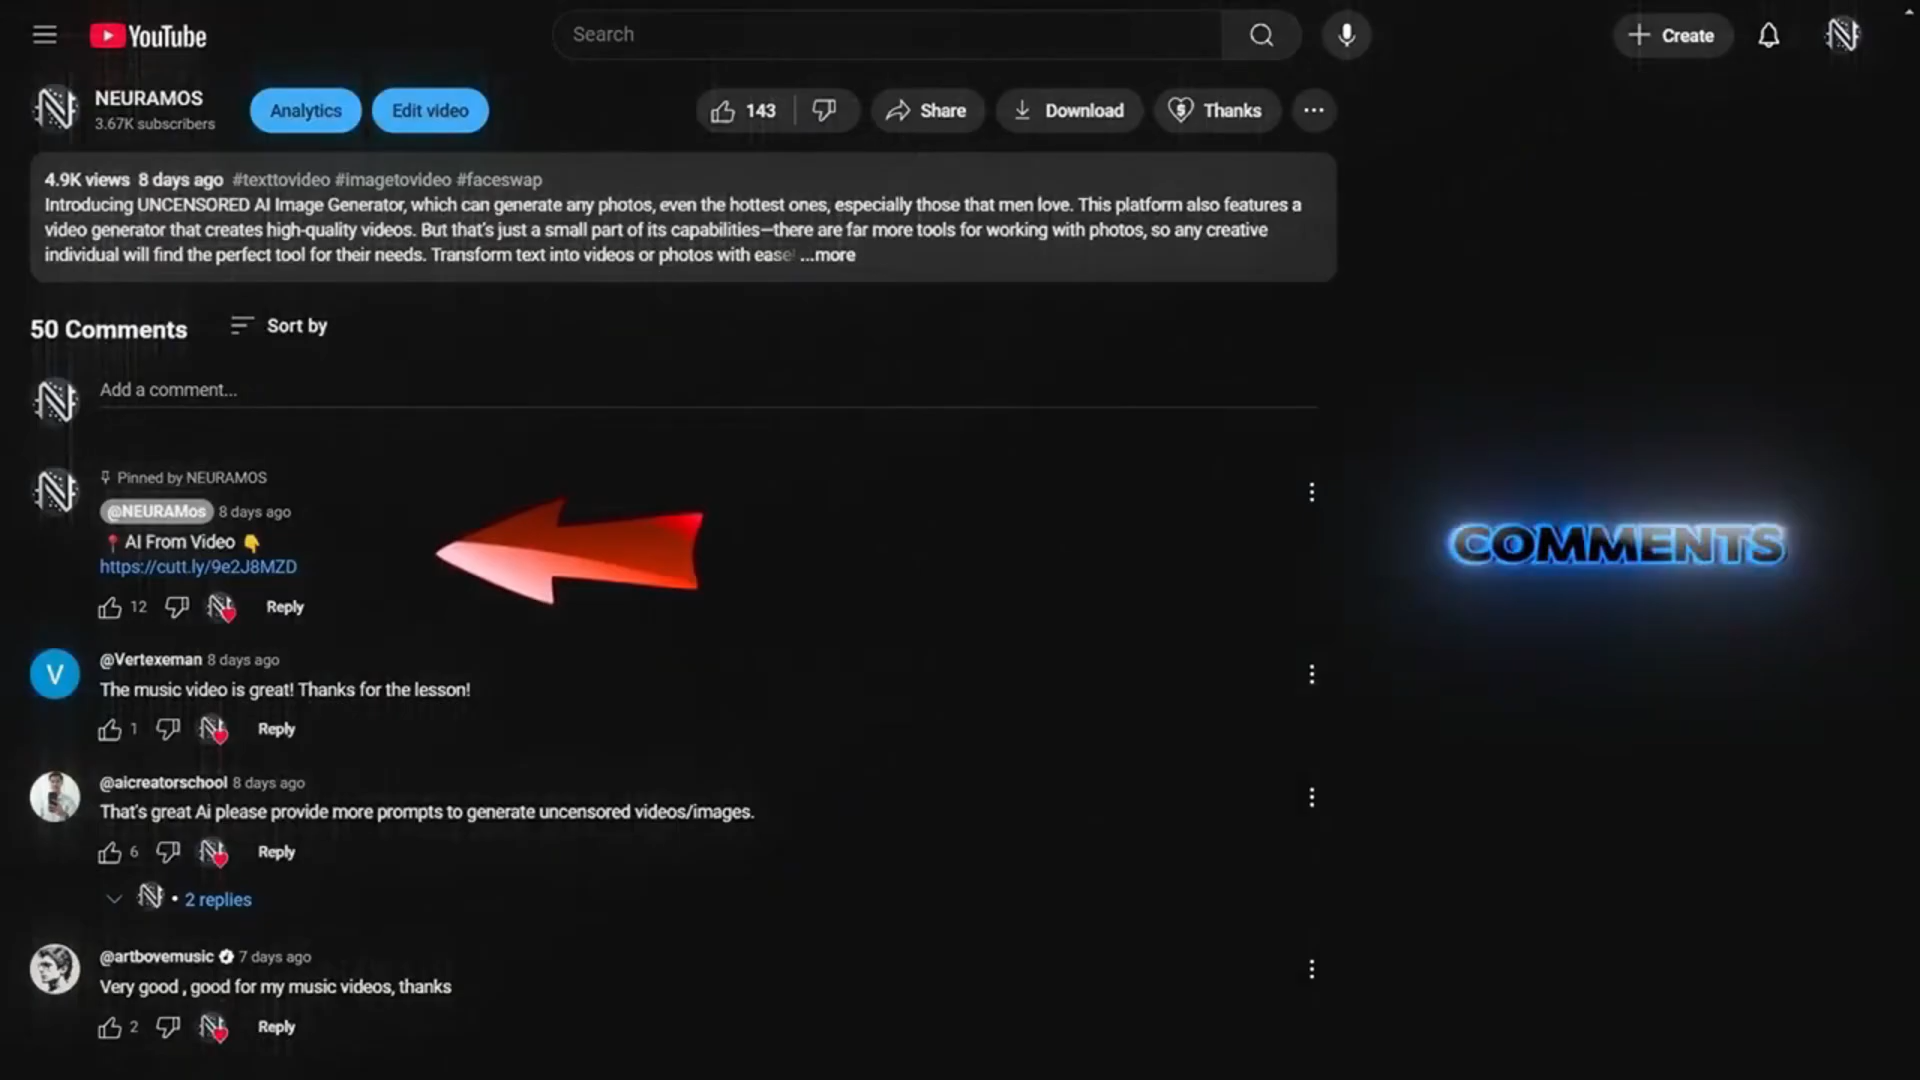 YouTube
Search
Create
NEURAMOS
3.67K subscribers
Analytics
Edit video
143
Share
Download
Thanks
4.9K views 8 days ago #texttovideo #imagetovideo #faceswap
Introducing UNCENSORED AI Image Generator, which can generate any photos, even the hottest ones, especially those that men love. This platform also features a
video generator that creates high-quality videos. But that's just a small part of its capabilities—there are far more tools for working with photos, so any creative
individual will find the perfect tool for their needs. Transform text into videos or photos with ease ...more
50 Comments
Sort by
Add a comment...
Pinned by NEURAMOS
@NEURAMos 8 days ago
AI From Video
https://cutt.ly/9e2J8MZD
12
Reply
COMMENTS
V
@Vertexeman 8 days ago
The music video is great! Thanks for the lesson!
1
Reply
@aicreatorschool 8 days ago
That's great Ai please provide more prompts to generate uncensored videos/images.
6
Reply
• 2 replies
@artbovemusic 7 days ago
Very good , good for my music videos, thanks
2
Reply